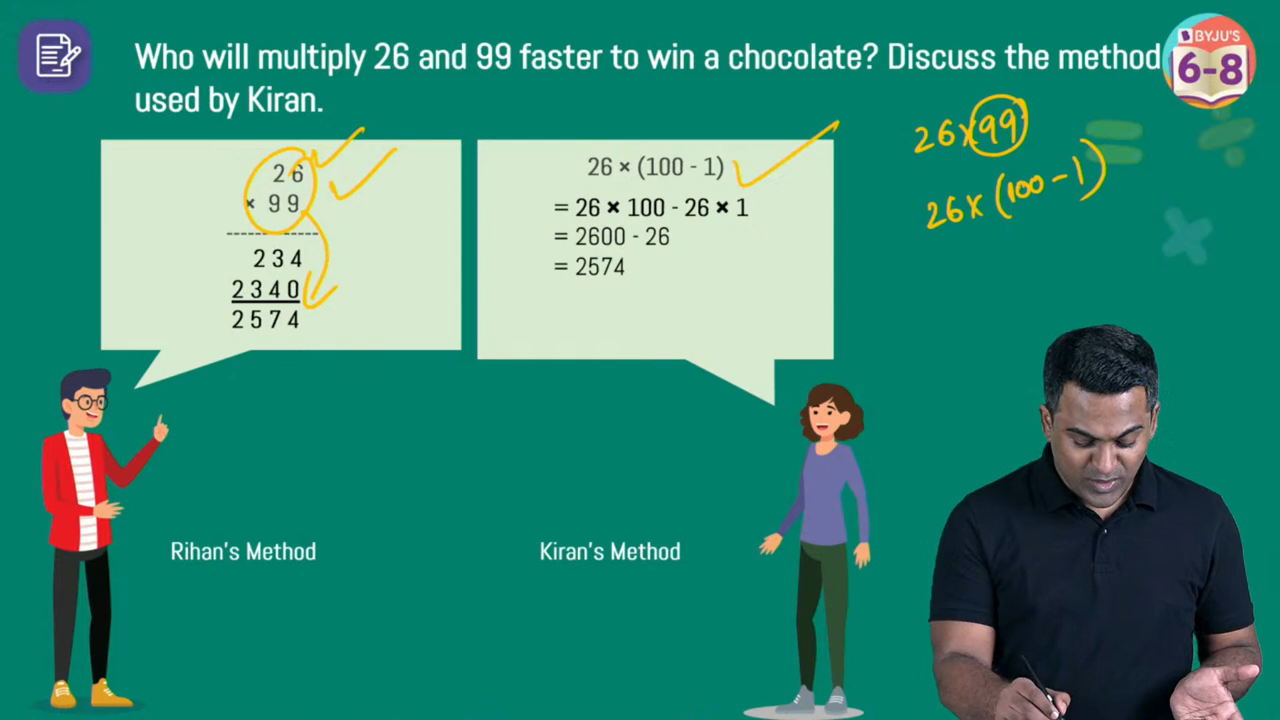 Who will multiply 26 and 99 faster to win a chocolate? Discuss the method
used by Kiran.
BYJU'S
6-8
26
× 99
234
2340
2574
26 × (100 - 1)
= 26 × 100 - 26 × 1
= 2600 - 26
= 2574
26×99
26×(100-1)
Rihan's Method
Kiran's Method